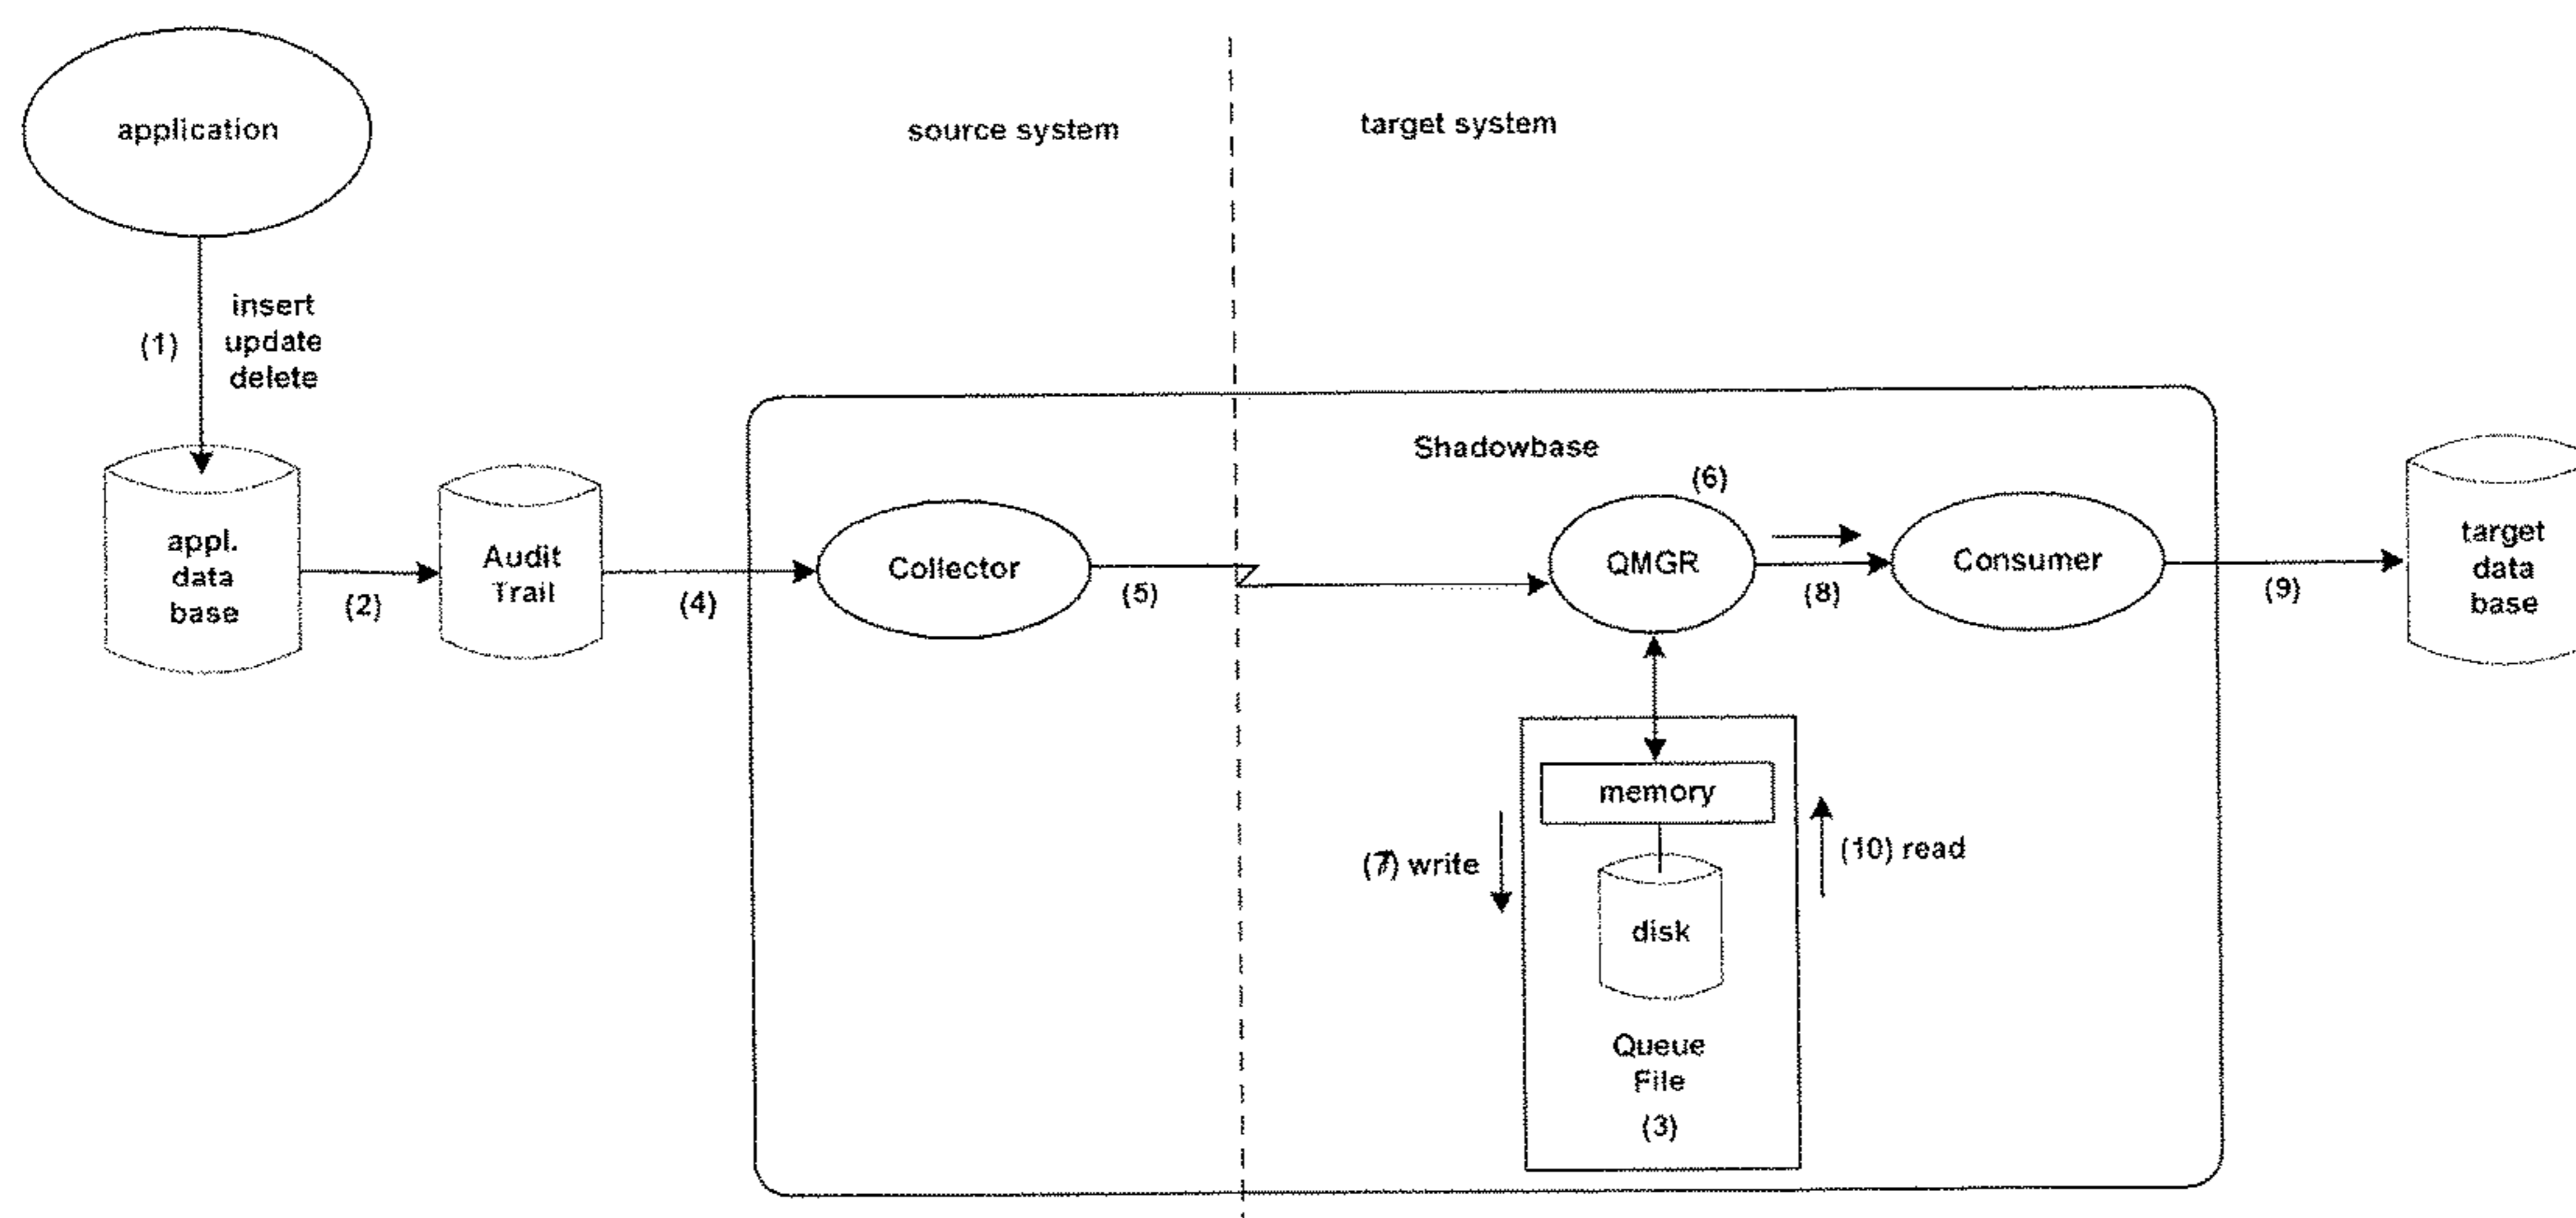 application
source system
target system
(1)
insert
update
delete
Shadowbase
(6)
appl.
data
base
(2)
Audit
Trail
(4)
Collector
(5)
QMGR
(8)
Consumer
(9)
target
data
base
memory
(7) write
(10) read
disk
Queue
File
(3)